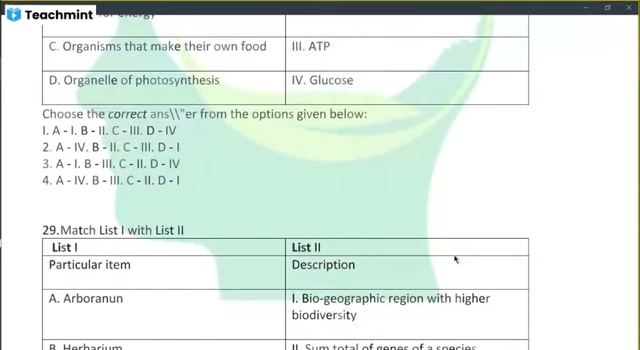 Teachmint
for energy
C. Organisms that make their own food III. ATP
D. Organelle of photosynthesis IV. Glucose
Choose the correct ans\\"er from the options given below:
I. A - I. B - II. C - III. D - IV
2. A - IV. B - II. C - III. D - I
3. A - I. B - III. C - II. D - IV
4. A - IV. B - III. C - II. D - I
29.Match List I with List II
List I List II
Particular item Description
A. Arboranun I. Bio-geographic region with higher
biodiversity
B. Herbarium II. Sum total of genes of a species